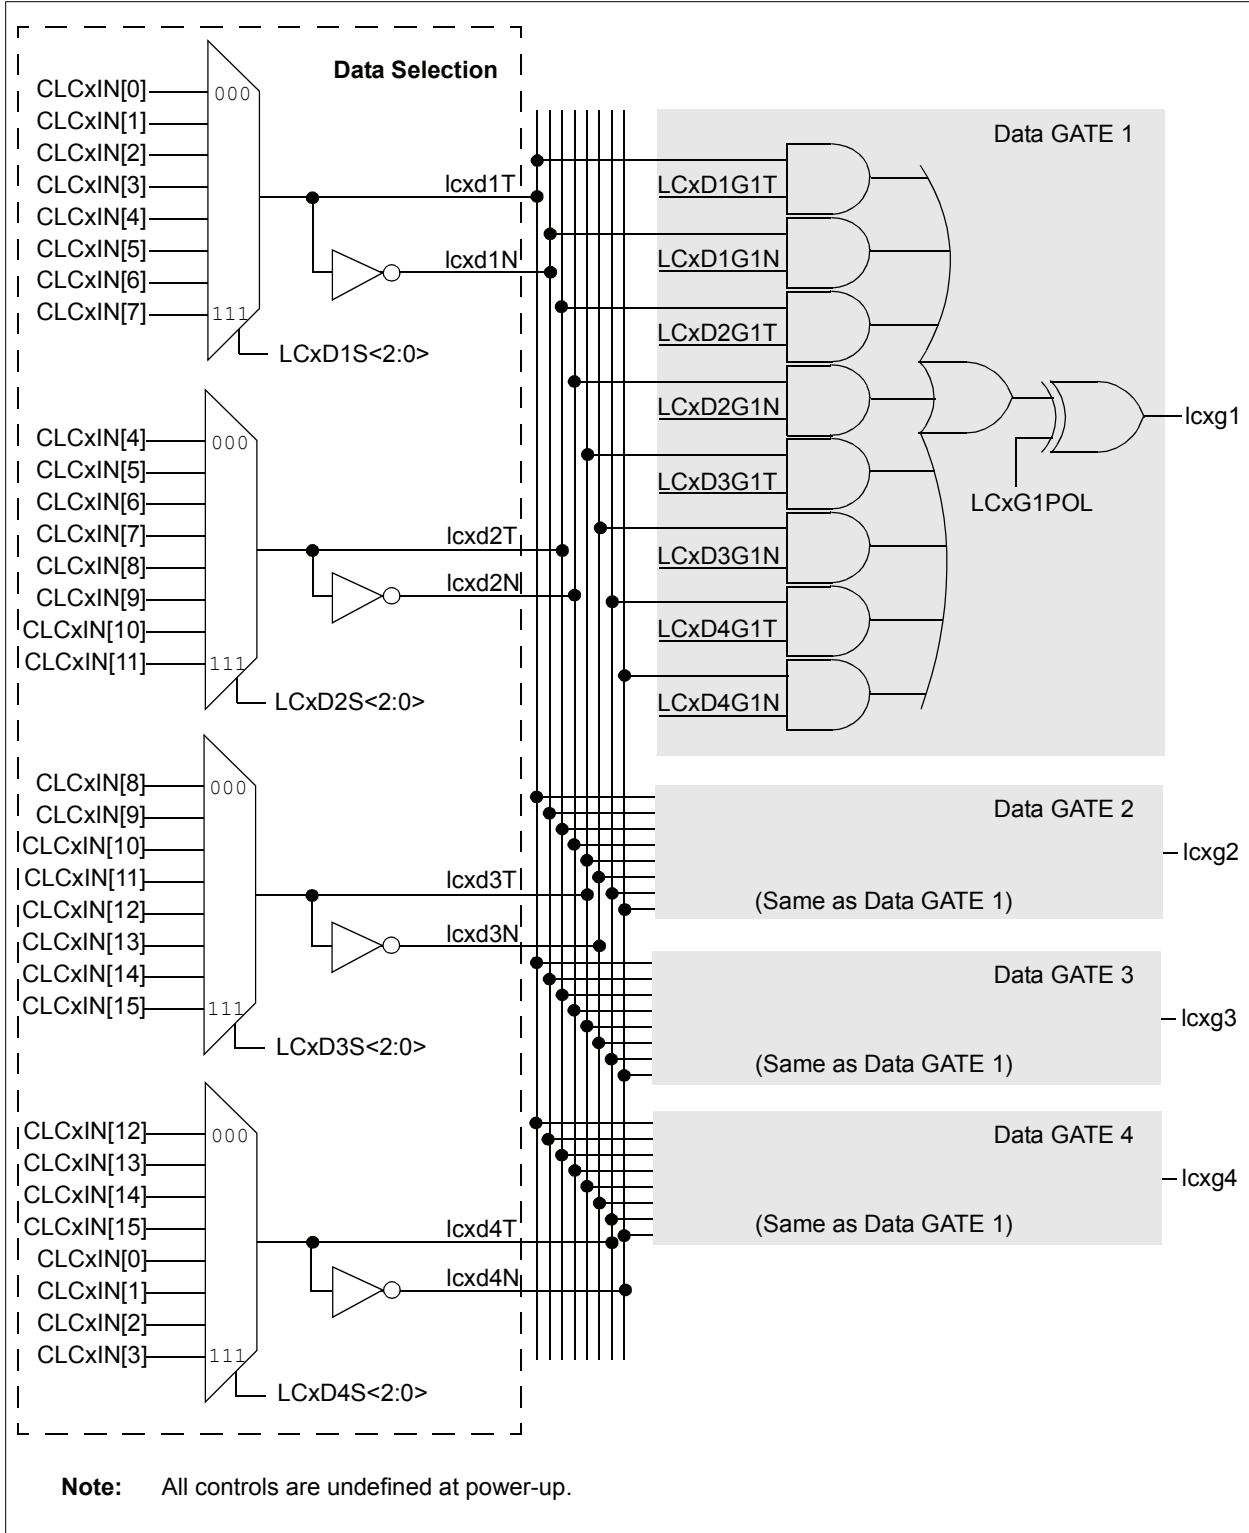 Data Selection
CLCxIN[0]
000
CLCxIN[1]
CLCxIN[2]
CLCxIN[3]
CLCxIN[4]
CLCxIN[5]
CLCxIN[6]
CLCxIN[7]
111
LCxD1S<2:0>
lcxd1T
lcxd1N
CLCxIN[4]
000
CLCxIN[5]
CLCxIN[6]
CLCxIN[7]
CLCxIN[8]
CLCxIN[9]
CLCxIN[10]
CLCxIN[11]
111
LCxD2S<2:0>
lcxd2T
lcxd2N
CLCxIN[8]
000
CLCxIN[9]
CLCxIN[10]
CLCxIN[11]
CLCxIN[12]
CLCxIN[13]
CLCxIN[14]
CLCxIN[15]
111
LCxD3S<2:0>
lcxd3T
lcxd3N
CLCxIN[12]
000
CLCxIN[13]
CLCxIN[14]
CLCxIN[15]
CLCxIN[0]
CLCxIN[1]
CLCxIN[2]
CLCxIN[3]
111
LCxD4S<2:0>
lcxd4T
lcxd4N
Data GATE 1
LCxD1G1T
LCxD1G1N
LCxD2G1T
LCxD2G1N
LCxD3G1T
LCxD3G1N
LCxD4G1T
LCxD4G1N
LCxG1POL
lcxg1
Data GATE 2
(Same as Data GATE 1)
lcxg2
Data GATE 3
(Same as Data GATE 1)
lcxg3
Data GATE 4
(Same as Data GATE 1)
lcxg4
Note: All controls are undefined at power-up.